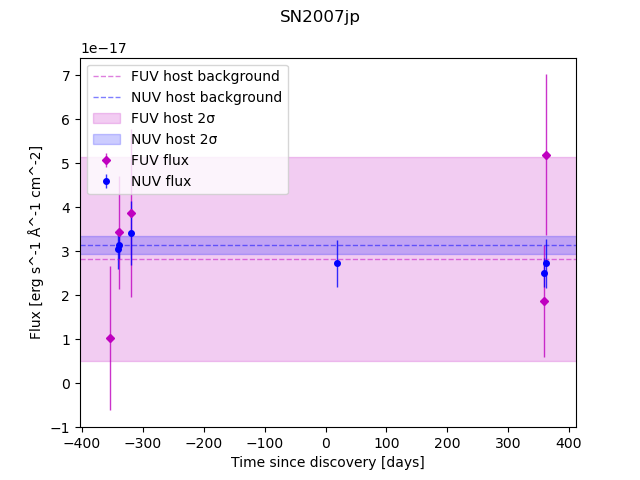 SN2007jp
1e−17
7
6
5
4
3
2
1
0
−1
FUV host background
NUV host background
FUV host 2σ
NUV host 2σ
FUV flux
NUV flux
Flux [erg s^-1 Å^-1 cm^-2]
−400 −300 −200 −100 0 100 200 300 400
Time since discovery [days]